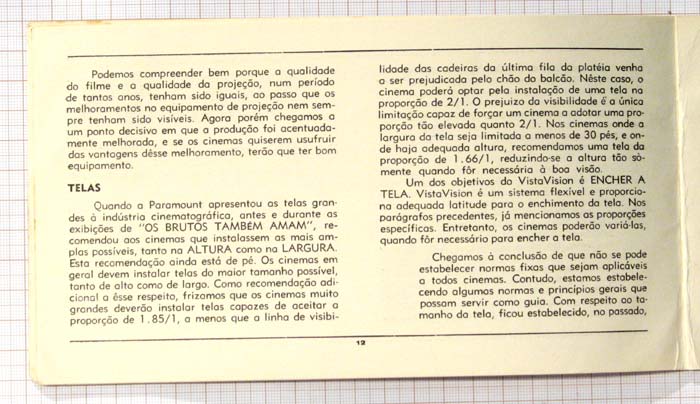 Podemos compreender bem porque a qualidade
do filme e a qualidade da projeção, num período
de tantos anos, tenham sido iguais, ao passo que os
melhoramentos no equipamento de projeção nem sem-
pre tenham sido visíveis. Agora porém chegamos a
um ponto decisivo em que a produção foi acentuada-
mente melhorada, e se os cinemas quiserem usufruir
das vantagens dêsse melhoramento, terão que ter bom
equipamento.
TELAS
Quando a Paramount apresentou as telas gran-
des à indústria cinematográfica, antes e durante as
exibições de "OS BRUTOS TAMBÉM AMAM", re-
comendou aos cinemas que instalassem as mais am-
plas possíveis, tanto na ALTURA como na LARGURA.
Esta recomendação ainda está de pé. Os cinemas em
geral devem instalar telas do maior tamanho possível,
tanto de alto como de largo. Como recomendação adi-
cional a êsse respeito, frizamos que os cinemas muito
grandes deverão instalar telas capazes de aceitar a
proporção de 1.85/1, a menos que a linha de visibi-
lidade das cadeiras da última fila da platéia venha
a ser prejudicada pelo chão do balcão. Nêste caso, o
cinema poderá optar pela instalação de uma tela na
proporção de 2/1. O prejuizo da visibilidade é a única
limitação capaz de forçar um cinema a adotar uma pro-
porção tão elevada quanto 2/1. Nos cinemas onde a
largura da tela seja limitada a menos de 30 pés, e on-
de haja adequada altura, recomendamos uma tela da
proporção de 1.66/1, reduzindo-se a altura tão sò-
mente quando fôr necessária à boa visão.
Um dos objetivos do VistaVision é ENCHER A
TELA. VistaVision é um sistema flexível e proporcio-
na adequada latitude para o enchimento da tela. Nos
parágrafos precedentes, já mencionamos as proporções
específicas. Entretanto, os cinemas poderão variá-las,
quando fôr necessário para encher a tela.
Chegamos à conclusão de que não se pode
estabelecer normas fixas que sejam aplicáveis
a todos cinemas. Contudo, estamos estabele-
cendo algumas normas e princípios gerais que
possam servir como guia. Com respeito ao ta-
manho da tela, ficou estabelecido, no passado,
12